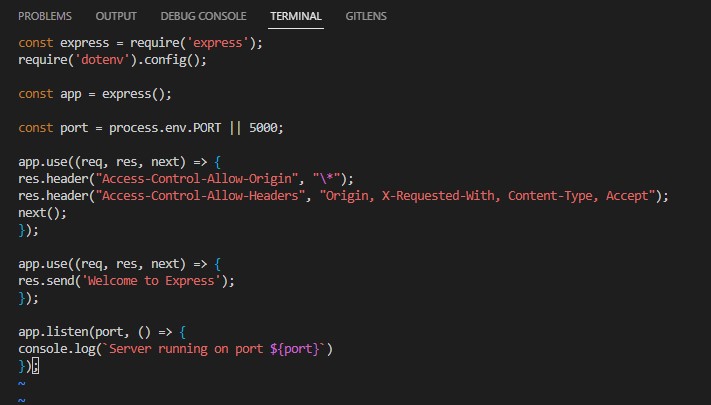 PROBLEMS OUTPUT DEBUG CONSOLE TERMINAL GITLENS
const express = require('express');
require('dotenv').config();
const app = express();
const port = process.env.PORT || 5000;
app.use((req, res, next) => {
res.header("Access-Control-Allow-Origin", "\*");
res.header("Access-Control-Allow-Headers", "Origin, X-Requested-With, Content-Type, Accept");
next();
});
app.use((req, res, next) => {
res.send('Welcome to Express');
});
app.listen(port, () => {
console.log(`Server running on port ${port}`)
});
~
~